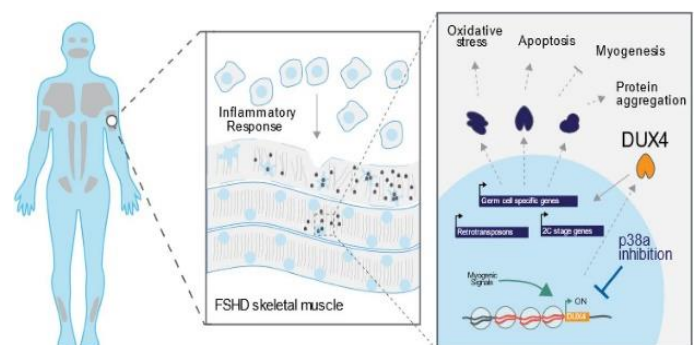 Oxidative
stress
Apoptosis
Myogenesis
Protein
aggregation
DUX4
Inflammatory
Response
Germ cell specific genes
Retrotransposons
2C stage genes
p38a
inhibition
Myogenic
Signals
ON
DUX4
FSHD skeletal muscle